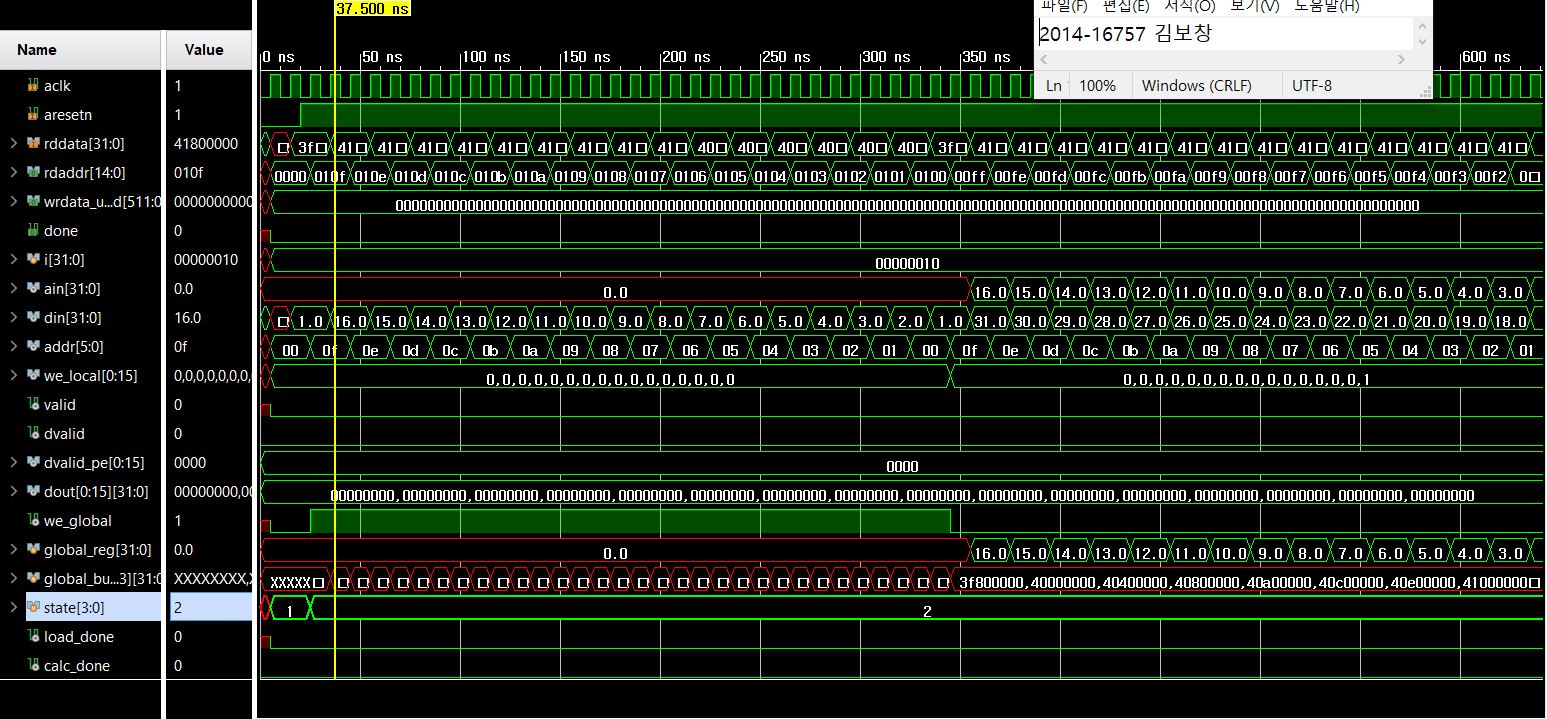 37.500 ns
파일(F) 편집(E) 서식(O) 보기(V) 도움말(H)
2014-16757 김보창
Ln 100% Windows (CRLF) UTF-8
Name Value
0 ns 50 ns 100 ns 150 ns 200 ns 250 ns 300 ns 350 ns 600 ns
aclk 1
aresetn 1
rddata[31:0] 41800000 3f 41 41 41 41 41 41 41 41 41 40 40 40 40 40 3f 41 41 41 41 41 41 41 41 41 41 41 41 41 41
rdaddr[14:0] 010f 0000 010f 010e 010d 010c 010b 010a 0109 0108 0107 0106 0105 0104 0103 0102 0101 0100 00ff 00fe 00fd 00fc 00fb 00fa 00f9 00f8 00f7 00f6 00f5 00f4 00f3 00f2 0
wrdata_u...d[511:0
done 0
i[31:0] 00000010 00000010
ain[31:0] 0.0 0.0 16.0 15.0 14.0 13.0 12.0 11.0 10.0 9.0 8.0 7.0 6.0 5.0 4.0 3.0
din[31:0] 16.0 1.0 16.0 15.0 14.0 13.0 12.0 11.0 10.0 9.0 8.0 7.0 6.0 5.0 4.0 3.0 2.0 1.0 31.0 30.0 29.0 28.0 27.0 26.0 25.0 24.0 23.0 22.0 21.0 20.0 19.0 18.0
addr[5:0] 0f 00 0f 0e 0d 0c 0b 0a 09 08 07 06 05 04 03 02 01 00 0f 0e 0d 0c 0b 0a 09 08 07 06 05 04 03 02 01
we_local[0:15] 0,0,0,0,0,0, 0,0,0,0,0,0,0,0,0,0,0,0,0,0,0,0 0,0,0,0,0,0,0,0,0,0,0,0,0,0,0,1
valid 0
dvalid 0
dvalid_pe[0:15] 0000 0000
dout[0:15][31:0] 00000000,00 00000000,00000000,00000000,00000000,00000000,00000000,00000000,00000000,00000000,00000000,00000000,00000000,00000000,00000000,00000000,00000000
we_global 1
global_reg[31:0] 0.0 0.0 16.0 15.0 14.0 13.0 12.0 11.0 10.0 9.0 8.0 7.0 6.0 5.0 4.0 3.0
global_bu...3][31:0 XXXXXXXX,X XXXXX 3f800000,40000000,40400000,40800000,40a00000,40c00000,40e00000,41000000
state[3:0] 2 1 2
load_done 0
calc_done 0